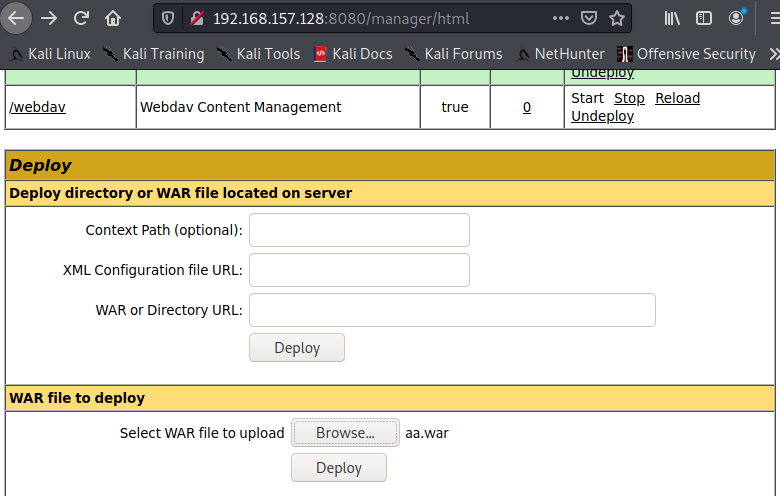 192.168.157.128:8080/manager/html
Kali Linux Kali Training Kali Tools Kali Docs Kali Forums NetHunter Offensive Security
Undeploy
/webdav Webdav Content Management true 0 Start Stop Reload
Undeploy
Deploy
Deploy directory or WAR file located on server
Context Path (optional):
XML Configuration file URL:
WAR or Directory URL:
Deploy
WAR file to deploy
Select WAR file to upload Browse... aa.war
Deploy